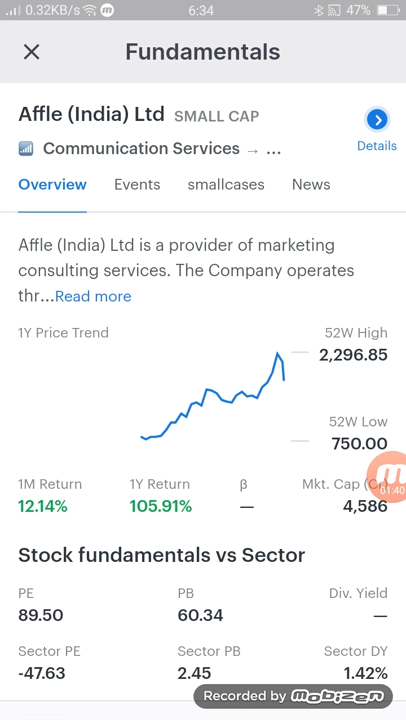 0.32KB/s 6:34 47%
Fundamentals
Affle (India) Ltd SMALL CAP
Communication Services → ...
Details
Overview Events smallcases News
Affle (India) Ltd is a provider of marketing
consulting services. The Company operates
thr...Read more
1Y Price Trend 52W High
2,296.85
52W Low
750.00
1M Return 1Y Return β Mkt. Cap (C
12.14% 105.91% — 4,586
01:40
Stock fundamentals vs Sector
PE PB Div. Yield
89.50 60.34 —
Sector PE Sector PB Sector DY
-47.63 2.45 1.42%
Recorded by mobizen